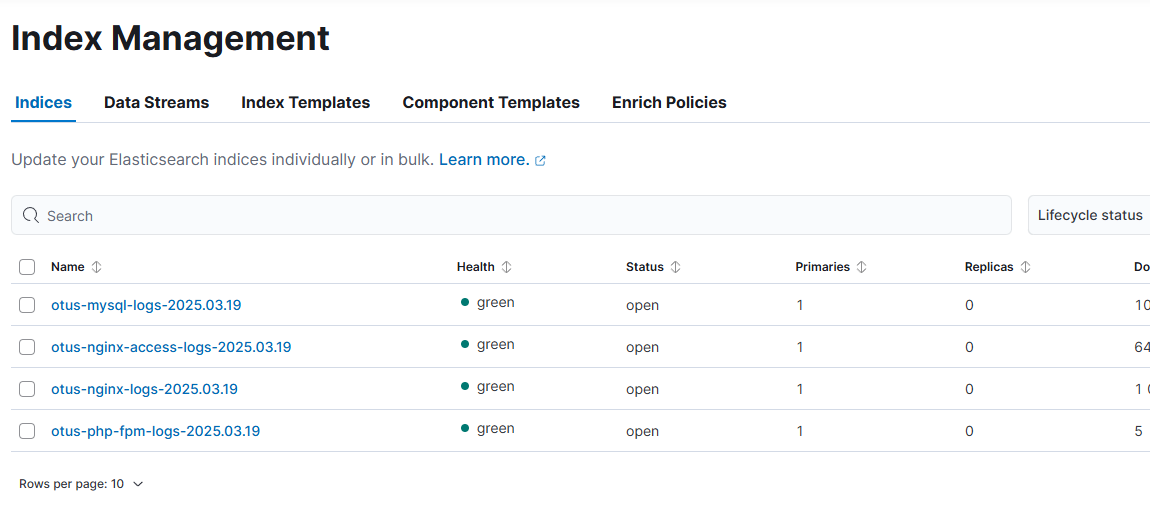 Index Management
Indices Data Streams Index Templates Component Templates Enrich Policies
Update your Elasticsearch indices individually or in bulk. Learn more.
Search Lifecycle status
Name Health Status Primaries Replicas Do
otus-mysql-logs-2025.03.19 green open 1 0 10
otus-nginx-access-logs-2025.03.19 green open 1 0 64
otus-nginx-logs-2025.03.19 green open 1 0 1
otus-php-fpm-logs-2025.03.19 green open 1 0 5
Rows per page: 10